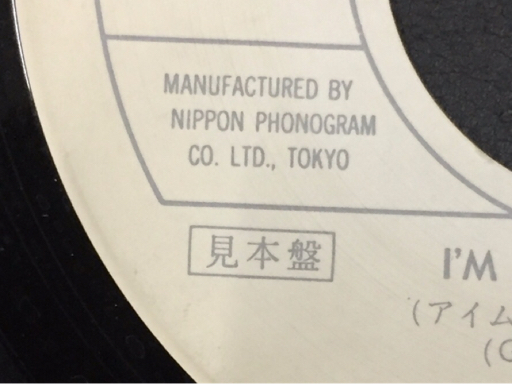 MANUFACTURED BY
NIPPON PHONOGRAM
CO. LTD., TOKYO
見本盤
I'M
(アイム
(